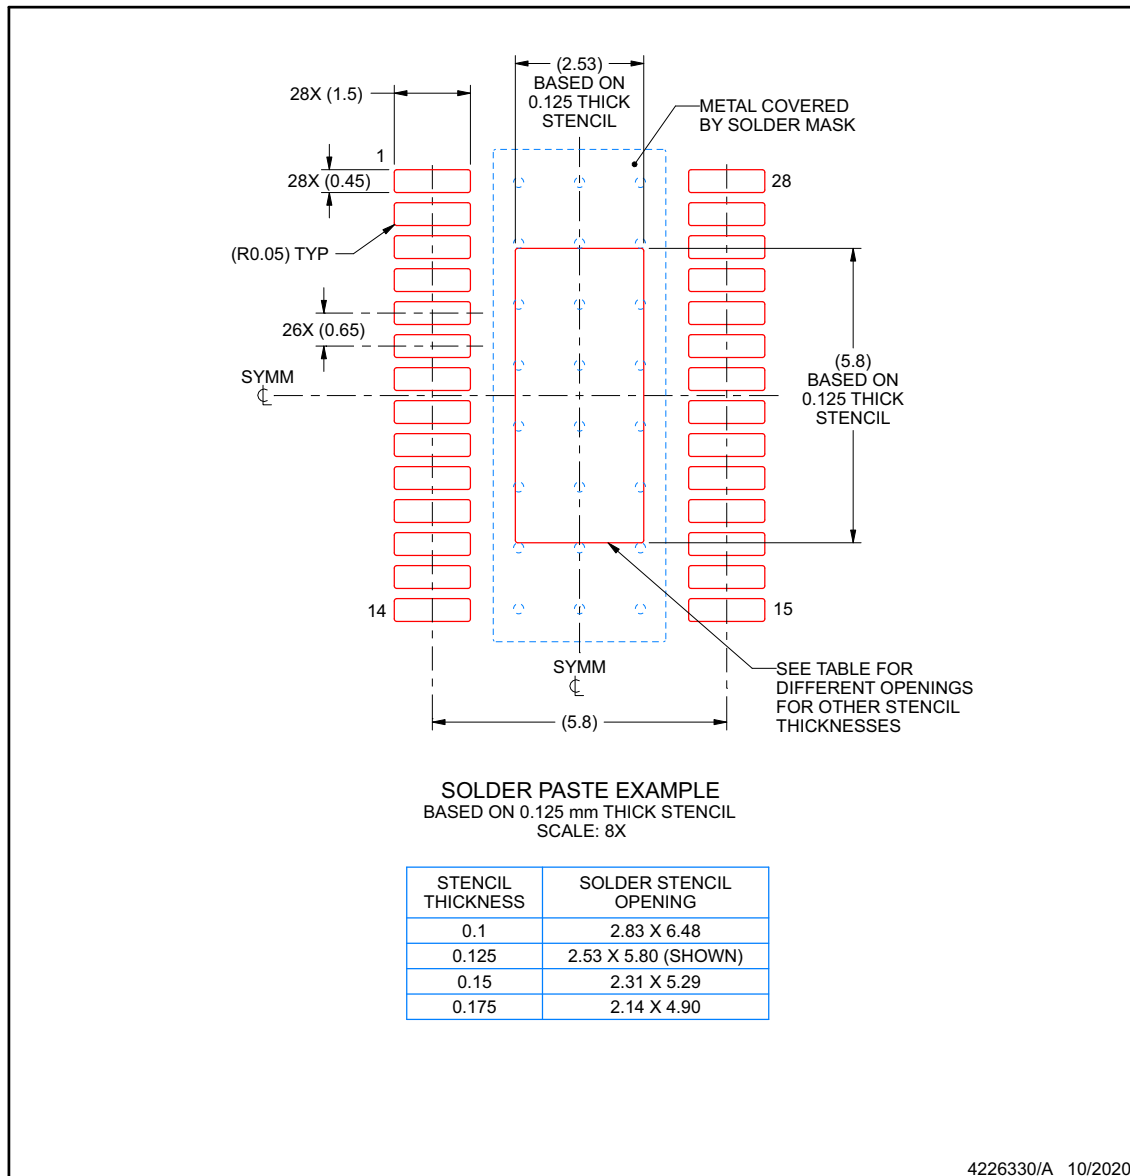 (2.53)
BASED ON
0.125 THICK
STENCIL
28X (1.5)
METAL COVERED
BY SOLDER MASK
1
28X (0.45)
28
(R0.05) TYP
26X (0.65)
SYMM
(5.8)
BASED ON
0.125 THICK
STENCIL
14
15
SYMM
SEE TABLE FOR
DIFFERENT OPENINGS
FOR OTHER STENCIL
THICKNESSES
(5.8)
SOLDER PASTE EXAMPLE
BASED ON 0.125 mm THICK STENCIL
SCALE: 8X
STENCIL
THICKNESS
SOLDER STENCIL
OPENING
0.1
2.83 X 6.48
0.125
2.53 X 5.80 (SHOWN)
0.15
2.31 X 5.29
0.175
2.14 X 4.90
4226330/A 10/2020